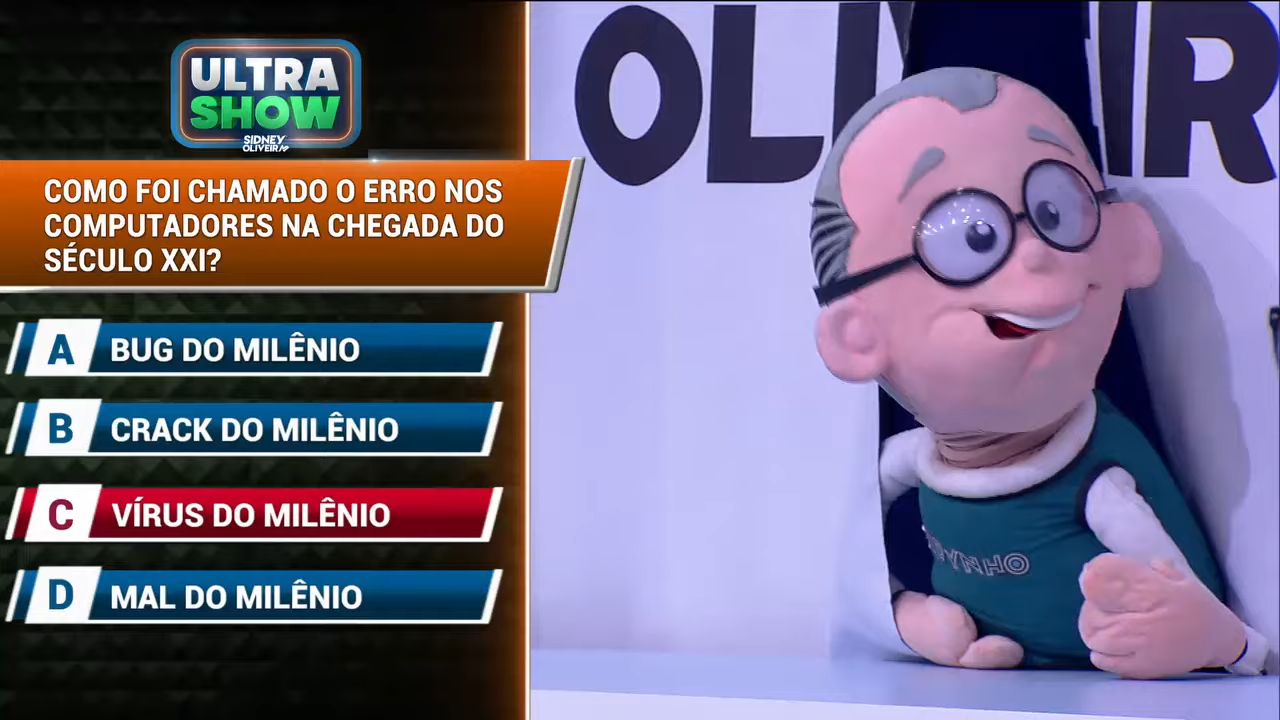 ULTRA
SHOW
SIDNEY
OLIVEIRA
COMO FOI CHAMADO O ERRO NOS
COMPUTADORES NA CHEGADA DO
SÉCULO XXI?
A BUG DO MILÊNIO
B CRACK DO MILÊNIO
C VÍRUS DO MILÊNIO
D MAL DO MILÊNIO